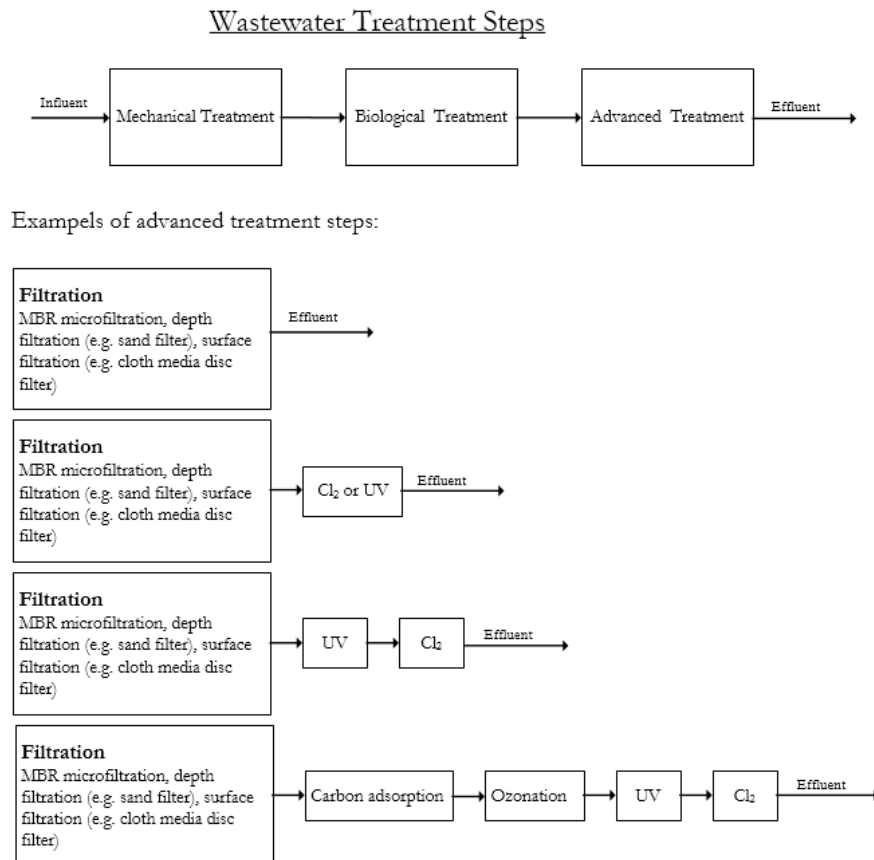 Wastewater Treatment Steps
Influent
Mechanical Treatment
Biological Treatment
Advanced Treatment
Effluent
Exampels of advanced treatment steps:
Filtration
MBR microfiltration, depth
filtration (e.g. sand filter), surface
filtration (e.g. cloth media disc
filter)
Effluent
Filtration
MBR microfiltration, depth
filtration (e.g. sand filter), surface
filtration (e.g. cloth media disc
filter)
Cl₂ or UV
Effluent
Filtration
MBR microfiltration, depth
filtration (e.g. sand filter), surface
filtration (e.g. cloth media disc
filter)
UV
Cl₂
Effluent
Filtration
MBR microfiltration, depth
filtration (e.g. sand filter), surface
filtration (e.g. cloth media disc
filter)
Carbon adsorption
Ozonation
UV
Cl₂
Effluent